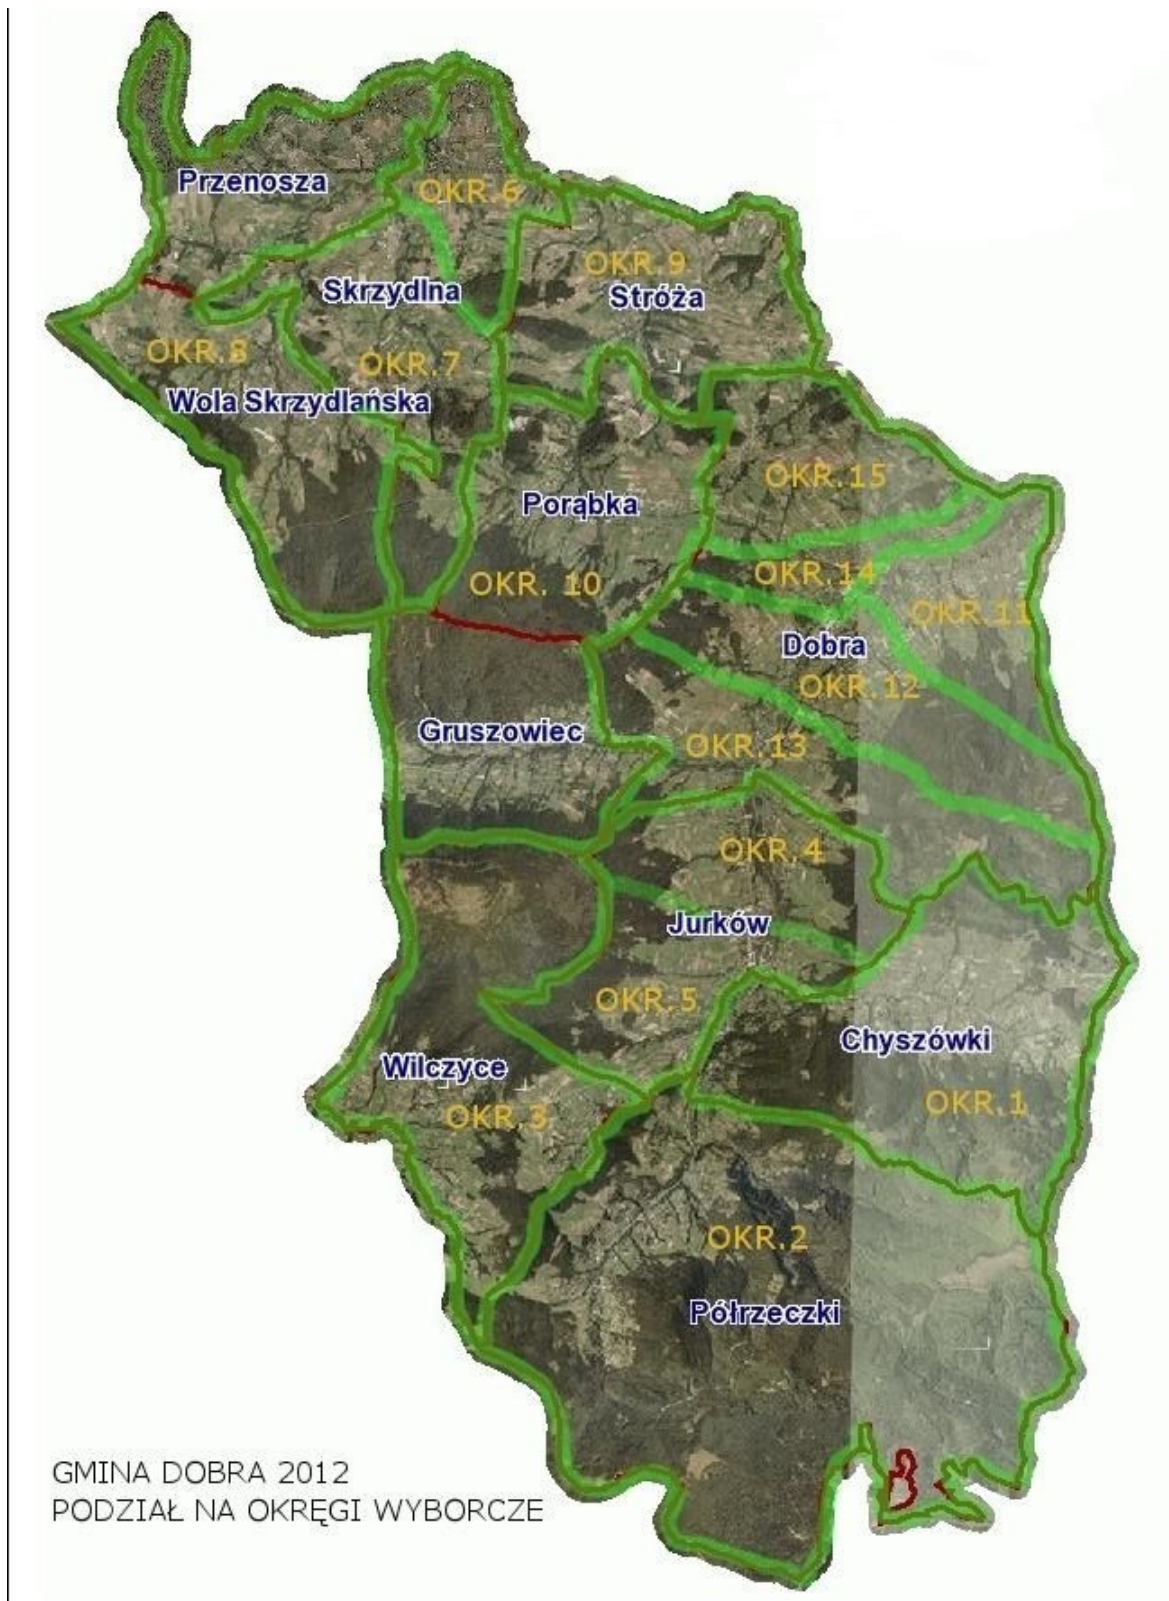 Przenosza
OKR.6
OKR.9
Skrzydlna
Stróża
OKR.8
OKR.7
Wola Skrzydlańska
OKR.15
Porąbka
OKR. 10
OKR.14
OKR.11
Dobra
OKR.12
Gruszowiec
OKR.13
OKR.4
Jurków
OKR.5
Chyszówki
Wilczyce
OKR.3
OKR.1
OKR.2
Półrzeczki
GMINA DOBRA 2012
PODZIAŁ NA OKRĘGI WYBORCZE